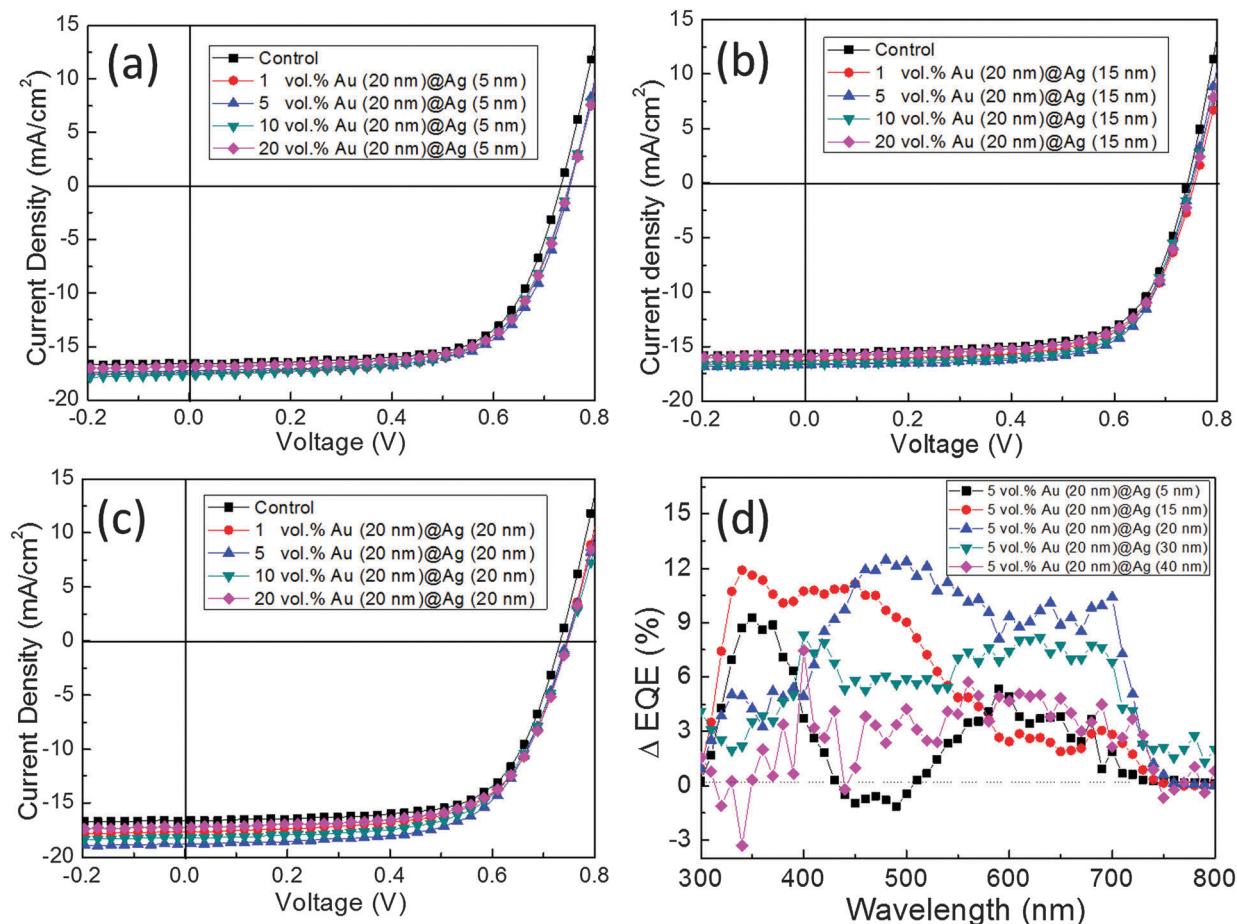 (a)
Control
1 vol.% Au (20 nm)@Ag (5 nm)
5 vol.% Au (20 nm)@Ag (5 nm)
10 vol.% Au (20 nm)@Ag (5 nm)
20 vol.% Au (20 nm)@Ag (5 nm)
Current Density (mA/cm²)
15
10
5
0
-5
-10
-15
-20
-0.2 0.0 0.2 0.4 0.6 0.8
Voltage (V)
(b)
Control
1 vol.% Au (20 nm)@Ag (15 nm)
5 vol.% Au (20 nm)@Ag (15 nm)
10 vol.% Au (20 nm)@Ag (15 nm)
20 vol.% Au (20 nm)@Ag (15 nm)
Current density (mA/cm²)
15
10
5
0
-5
-10
-15
-20
-0.2 0.0 0.2 0.4 0.6 0.8
Voltage (V)
(c)
Control
1 vol.% Au (20 nm)@Ag (20 nm)
5 vol.% Au (20 nm)@Ag (20 nm)
10 vol.% Au (20 nm)@Ag (20 nm)
20 vol.% Au (20 nm)@Ag (20 nm)
Current Density (mA/cm²)
15
10
5
0
-5
-10
-15
-20
-0.2 0.0 0.2 0.4 0.6 0.8
Voltage (V)
(d)
5 vol.% Au (20 nm)@Ag (5 nm)
5 vol.% Au (20 nm)@Ag (15 nm)
5 vol.% Au (20 nm)@Ag (20 nm)
5 vol.% Au (20 nm)@Ag (30 nm)
5 vol.% Au (20 nm)@Ag (40 nm)
Δ EQE (%)
15
12
9
6
3
0
-3
300 400 500 600 700 800
Wavelength (nm)